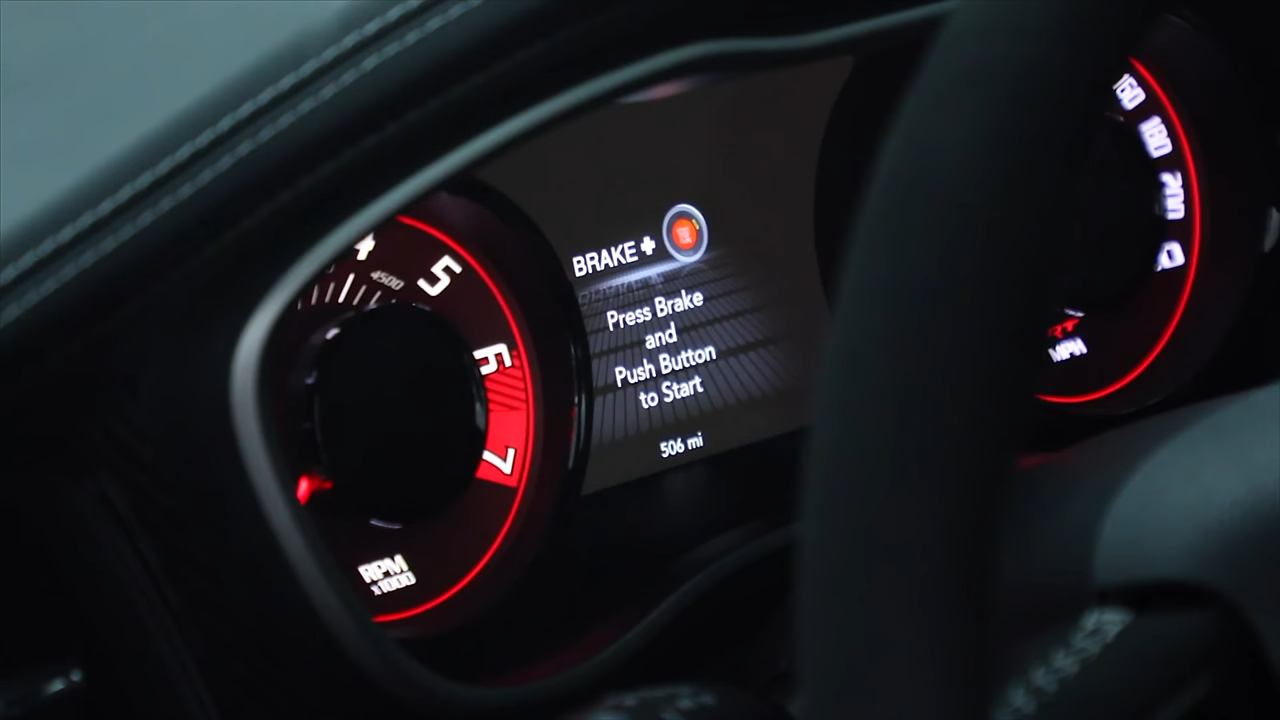 4
4500
5
6
7
RPM
x1000
BRAKE +
Press Brake
and
Push Button
to Start
506 mi
160
180
200
MPH